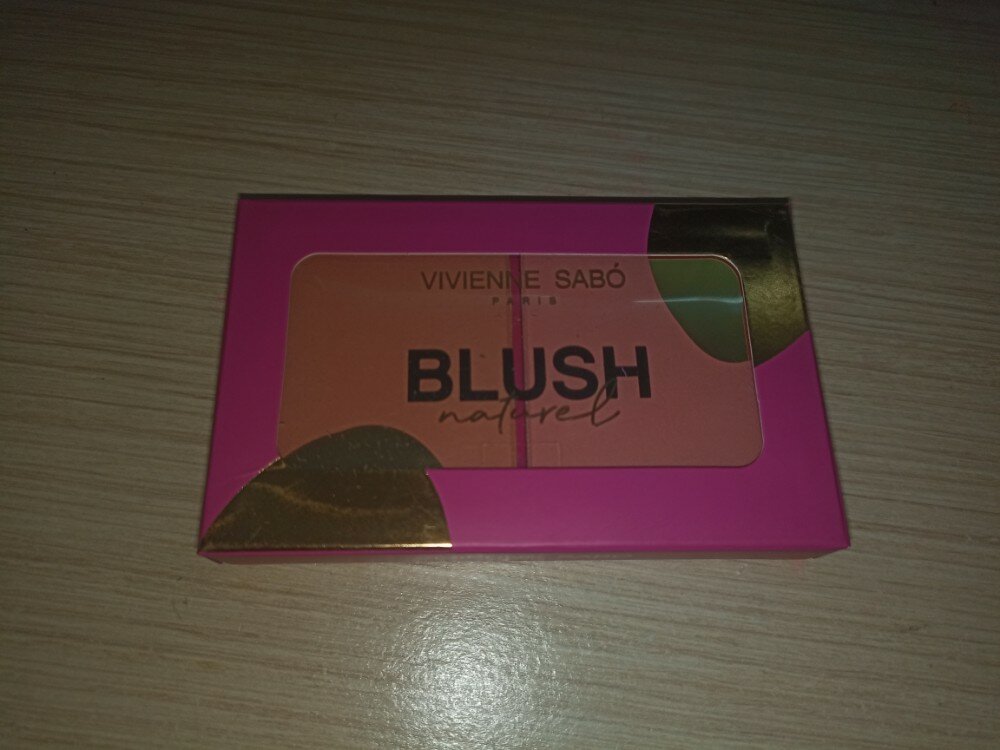 VIVIENNE SABÓ
PARIS
BLUSH
naturel